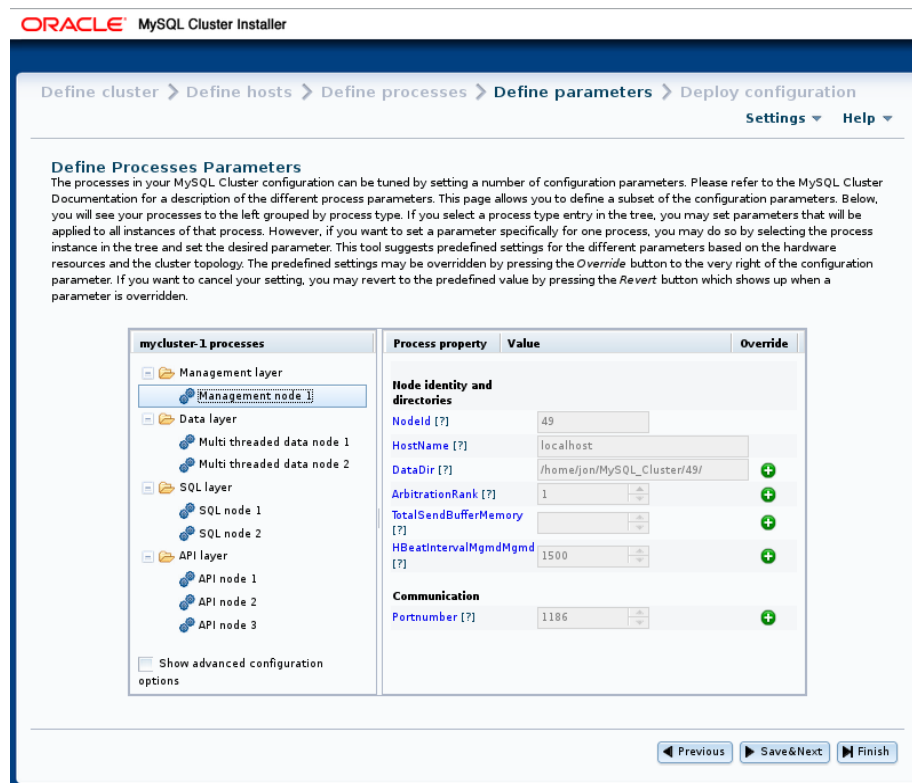 ORACLE® MySQL Cluster Installer
Define cluster > Define hosts > Define processes > Define parameters > Deploy configuration
Settings Help
Define Processes Parameters
The processes in your MySQL Cluster configuration can be tuned by setting a number of configuration parameters. Please refer to the MySQL Cluster
Documentation for a description of the different process parameters. This page allows you to define a subset of the configuration parameters. Below,
you will see your processes to the left grouped by process type. If you select a process type entry in the tree, you may set parameters that will be
applied to all instances of that process. However, if you want to set a parameter specifically for one process, you may do so by selecting the process
instance in the tree and set the desired parameter. This tool suggests predefined settings for the different parameters based on the hardware
resources and the cluster topology. The predefined settings may be overridden by pressing the Override button to the very right of the configuration
parameter. If you want to cancel your setting, you may revert to the predefined value by pressing the Revert button which shows up when a
parameter is overridden.
mycluster-1 processes
Management layer
Management node 1
Data layer
Multi threaded data node 1
Multi threaded data node 2
SQL layer
SQL node 1
SQL node 2
API layer
API node 1
API node 2
API node 3
Show advanced configuration
options
Process property Value Override
Node identity and
directories
NodeId [?] 49
HostName [?] localhost
DataDir [?] /home/jon/MySQL_Cluster/49/
ArbitrationRank [?] 1
TotalSendBufferMemory
[?]
HBeatIntervalMgmdMgmd
[?] 1500
Communication
Portnumber [?] 1186
Previous Save&Next Finish